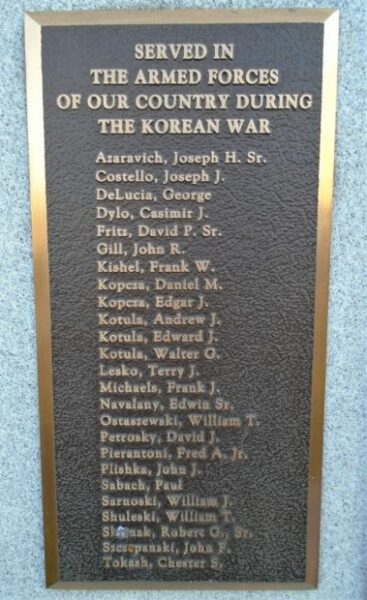 SERVED IN
THE ARMED FORCES
OF OUR COUNTRY DURING
THE KOREAN WAR
Azaravich, Joseph H. Sr.
Costello, Joseph J.
DeLucia, George
Dylo, Casimir J.
Fritz, David P. Sr.
Gill, John R.
Kishel, Frank W.
Kopcza, Daniel M.
Kopcza, Edgar J.
Kotula, Andrew J.
Kotula, Edward J.
Kotula, Walter G.
Lesko, Terry J.
Michaels, Frank J.
Navalany, Edwin Sr.
Ostaszewski, William T.
Petrosky, David J.
Pierantoni, Fred A. Jr.
Plishka, John J.
Sabach, Paul
Sarnoski, William J.
Shuleski, William T.
Robert G., Sr.
Szczepanski, John F.
Tokash, Chester S.